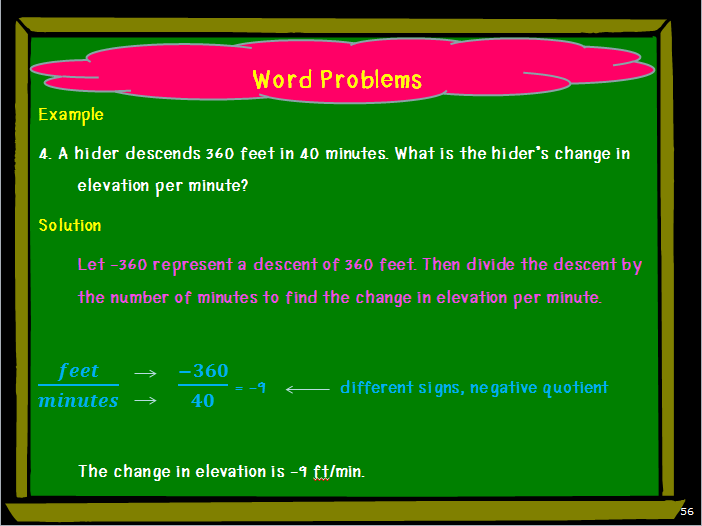 Word Problems
Example
4. A hider descends 360 feet in 40 minutes. What is the hider's change in
elevation per minute?
Solution
Let -360 represent a descent of 360 feet. Then divide the descent by
the number of minutes to find the change in elevation per minute.
feet/minutes → → −360/40 = -9 ← different signs, negative quotient
The change in elevation is -9 ft/min.
56